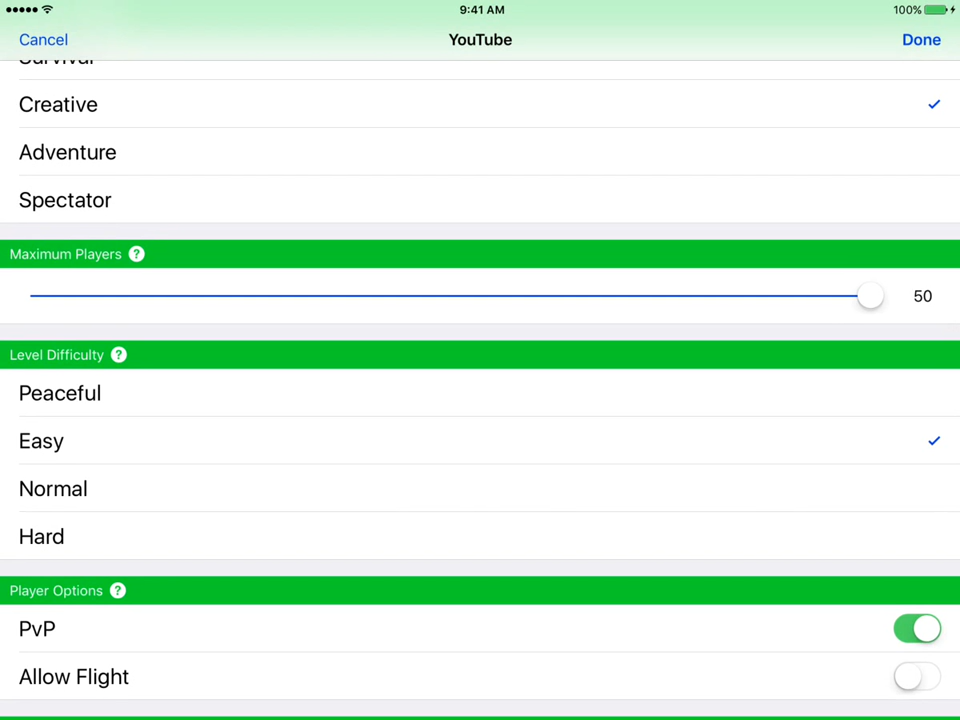 9:41 AM
100%
Cancel
YouTube
Done
Survival
Creative
Adventure
Spectator
Maximum Players ?
50
Level Difficulty ?
Peaceful
Easy
Normal
Hard
Player Options ?
PvP
Allow Flight